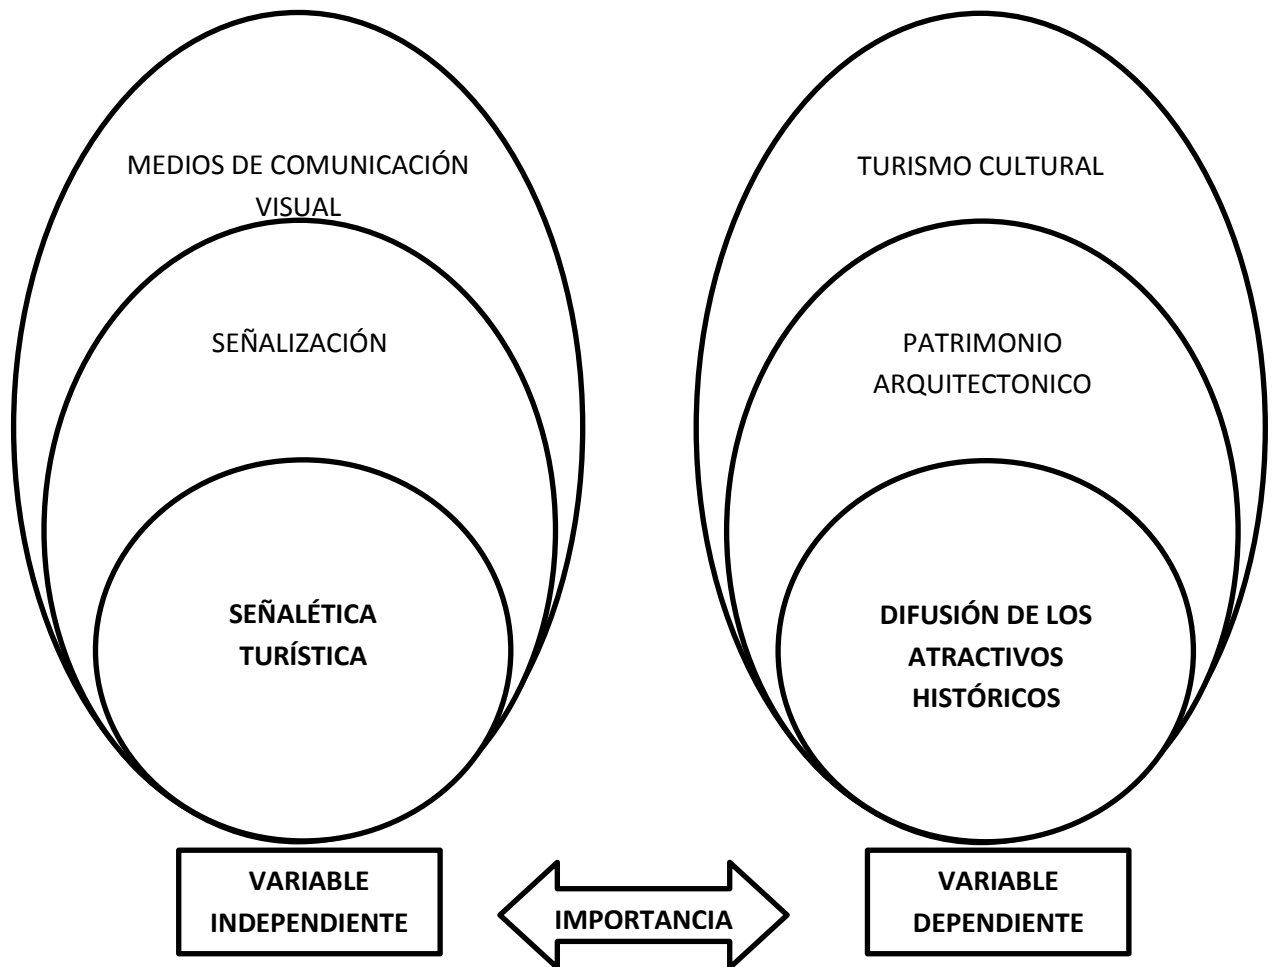 MEDIOS DE COMUNICACIÓN
VISUAL
SEÑALIZACIÓN
SEÑALÉTICA
TURÍSTICA
VARIABLE
INDEPENDIENTE
IMPORTANCIA
TURISMO CULTURAL
PATRIMONIO
ARQUITECTONICO
DIFUSIÓN DE LOS
ATRACTIVOS
HISTÓRICOS
VARIABLE
DEPENDIENTE